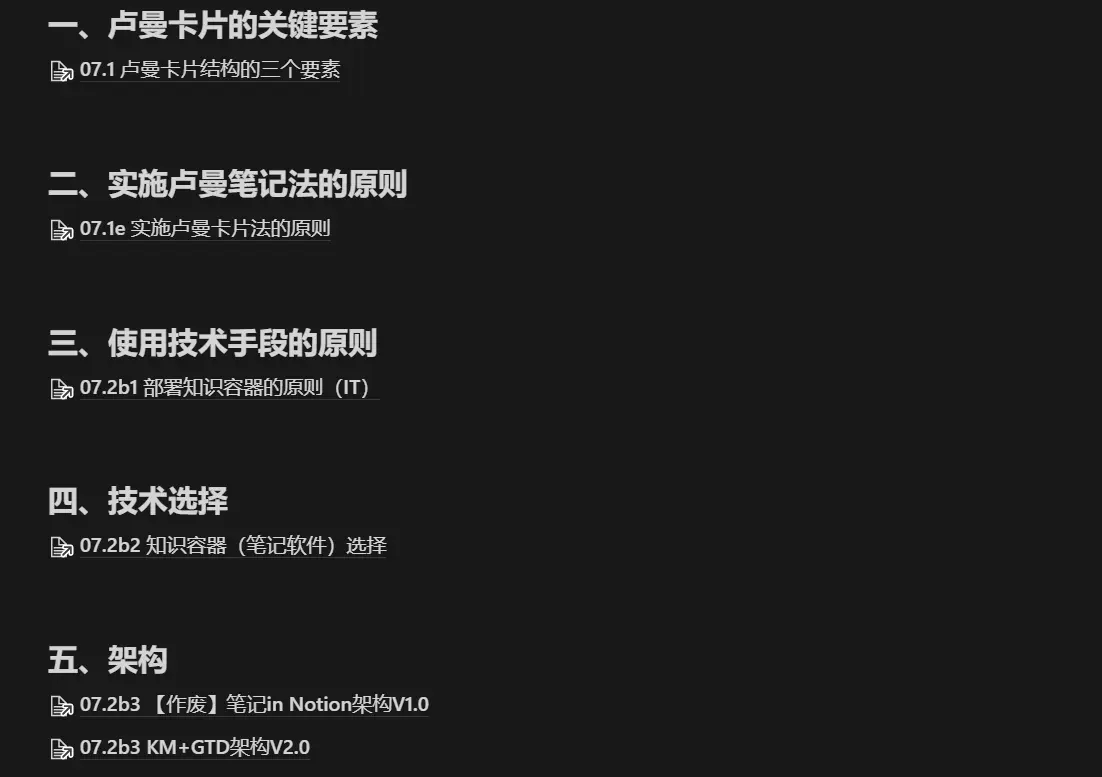 一、卢曼卡片的关键要素
07.1 卢曼卡片结构的三个要素
二、实施卢曼笔记法的原则
07.1e 实施卢曼卡片法的原则
三、使用技术手段的原则
07.2b1 部署知识容器的原则（IT）
四、技术选择
07.2b2 知识容器（笔记软件）选择
五、架构
07.2b3 【作废】笔记in Notion架构V1.0
07.2b3 KM+GTD架构V2.0